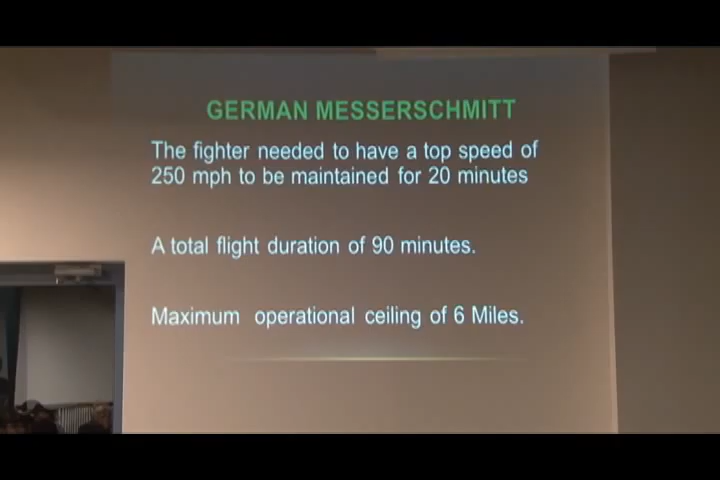 GERMAN MESSERSCHMITT
The fighter needed to have a top speed of
250 mph to be maintained for 20 minutes
A total flight duration of 90 minutes.
Maximum operational ceiling of 6 Miles.